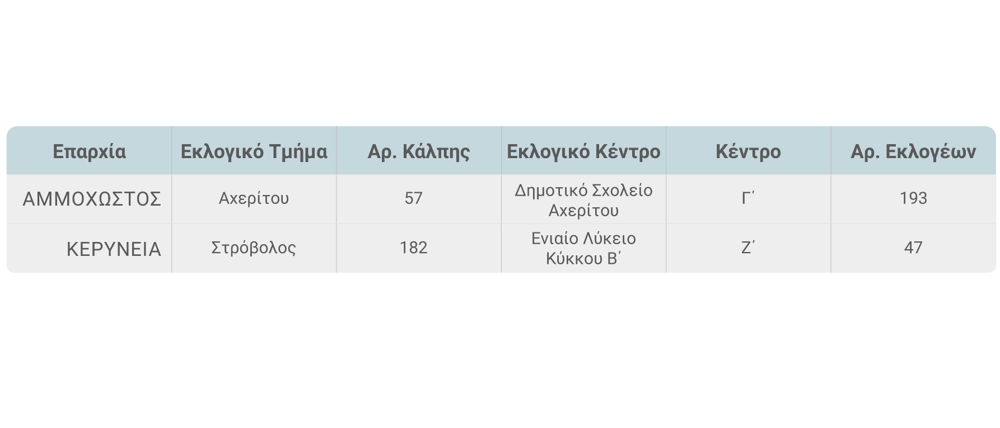 Επαρχία Εκλογικό Τμήμα Αρ. Κάλπης Εκλογικό Κέντρο Κέντρο Αρ. Εκλογέων
ΑΜΜΟΧΩΣΤΟΣ Αχερίτου 57 Δημοτικό Σχολείο Αχερίτου Γ΄ 193
ΚΕΡΥΝΕΙΑ Στρόβολος 182 Ενιαίο Λύκειο Κύκκου Β΄ Ζ΄ 47